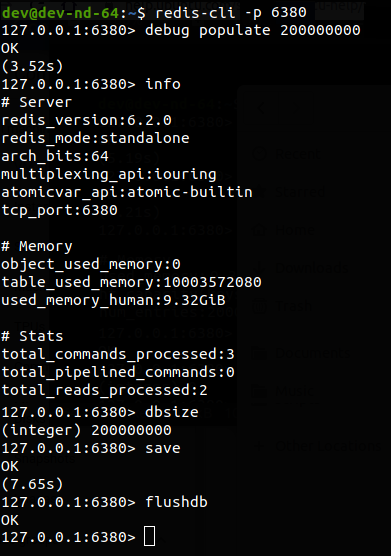 dev@dev-nd-64:~$ redis-cli -p 6380
127.0.0.1:6380> debug populate 200000000
OK
(3.52s)
127.0.0.1:6380> info
# Server
redis_version:6.2.0
redis_mode:standalone
arch_bits:64
multiplexing_api:iouring
atomicvar_api:atomic-builtin
tcp_port:6380

# Memory
object_used_memory:0
table_used_memory:10003572080
used_memory_human:9.32GiB

# Stats
total_commands_processed:3
total_pipelined_commands:0
total_reads_processed:2
127.0.0.1:6380> dbsize
(integer) 200000000
127.0.0.1:6380> save
OK
(7.65s)
127.0.0.1:6380> flushdb
OK
127.0.0.1:6380>